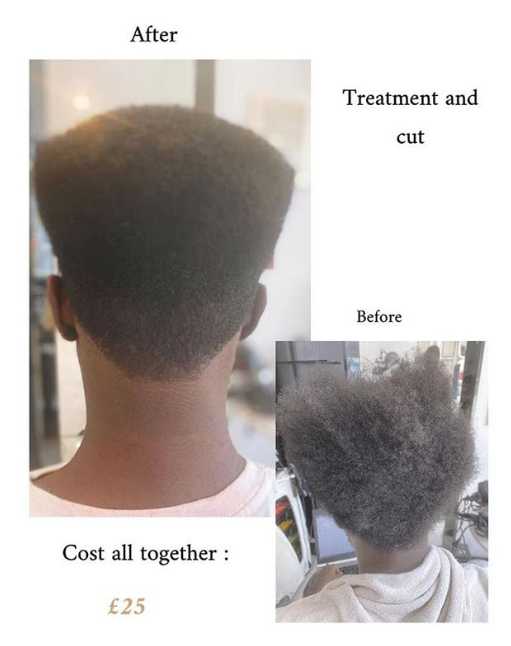 After
Treatment and
cut
Before
Cost all together :
£25